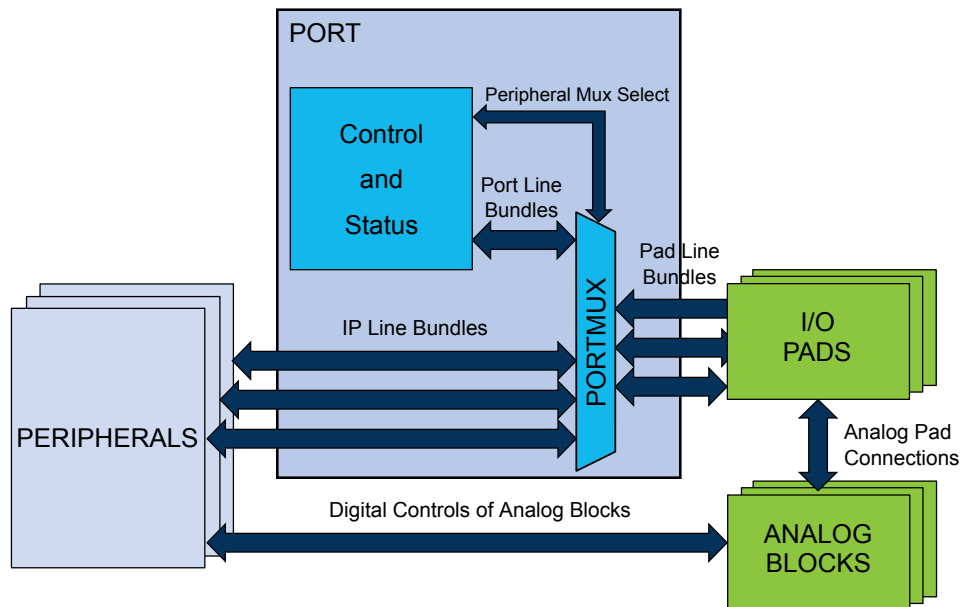 PORT
Peripheral Mux Select
Control
and
Status
Port Line
Bundles
Pad Line
Bundles
PORTMUX
I/O
PADS
IP Line Bundles
PERIPHERALS
Analog Pad
Connections
Digital Controls of Analog Blocks
ANALOG
BLOCKS